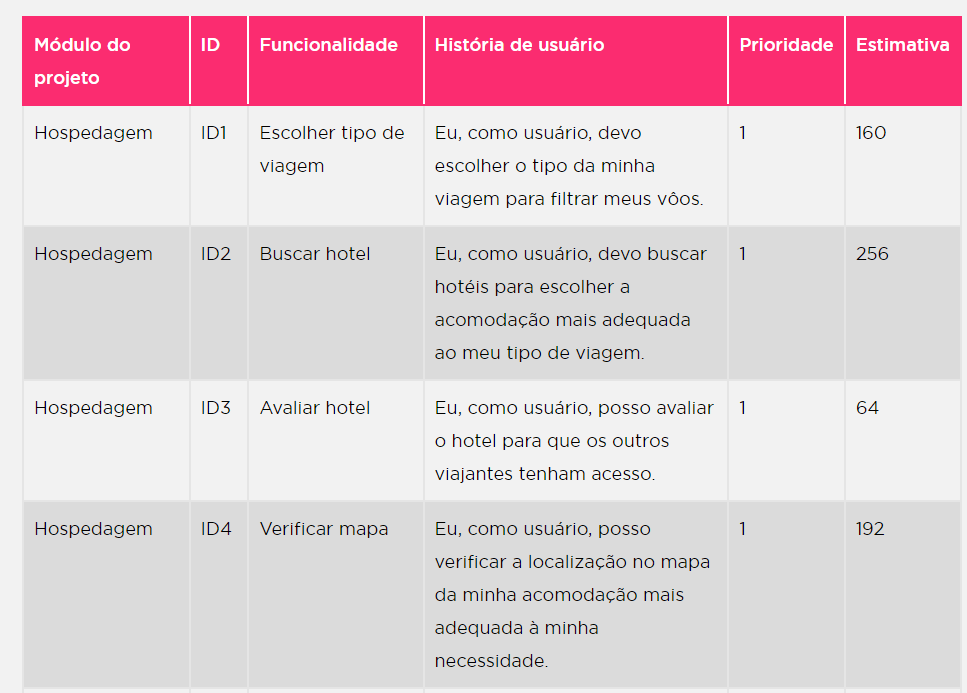 Módulo do projeto ID Funcionalidade História de usuário Prioridade Estimativa
Hospedagem ID1 Escolher tipo de viagem Eu, como usuário, devo escolher o tipo da minha viagem para filtrar meus vôos. 1 160
Hospedagem ID2 Buscar hotel Eu, como usuário, devo buscar hotéis para escolher a acomodação mais adequada ao meu tipo de viagem. 1 256
Hospedagem ID3 Avaliar hotel Eu, como usuário, posso avaliar o hotel para que os outros viajantes tenham acesso. 1 64
Hospedagem ID4 Verificar mapa Eu, como usuário, posso verificar a localização no mapa da minha acomodação mais adequada à minha necessidade. 1 192